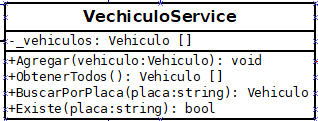 VechiculoService
-_vehiculos: Vehiculo []
+Agregar(vehiculo:Vehiculo): void
+ObtenerTodos(): Vehiculo []
+BuscarPorPlaca(placa:string): Vehiculo
+Existe(placa:string): bool